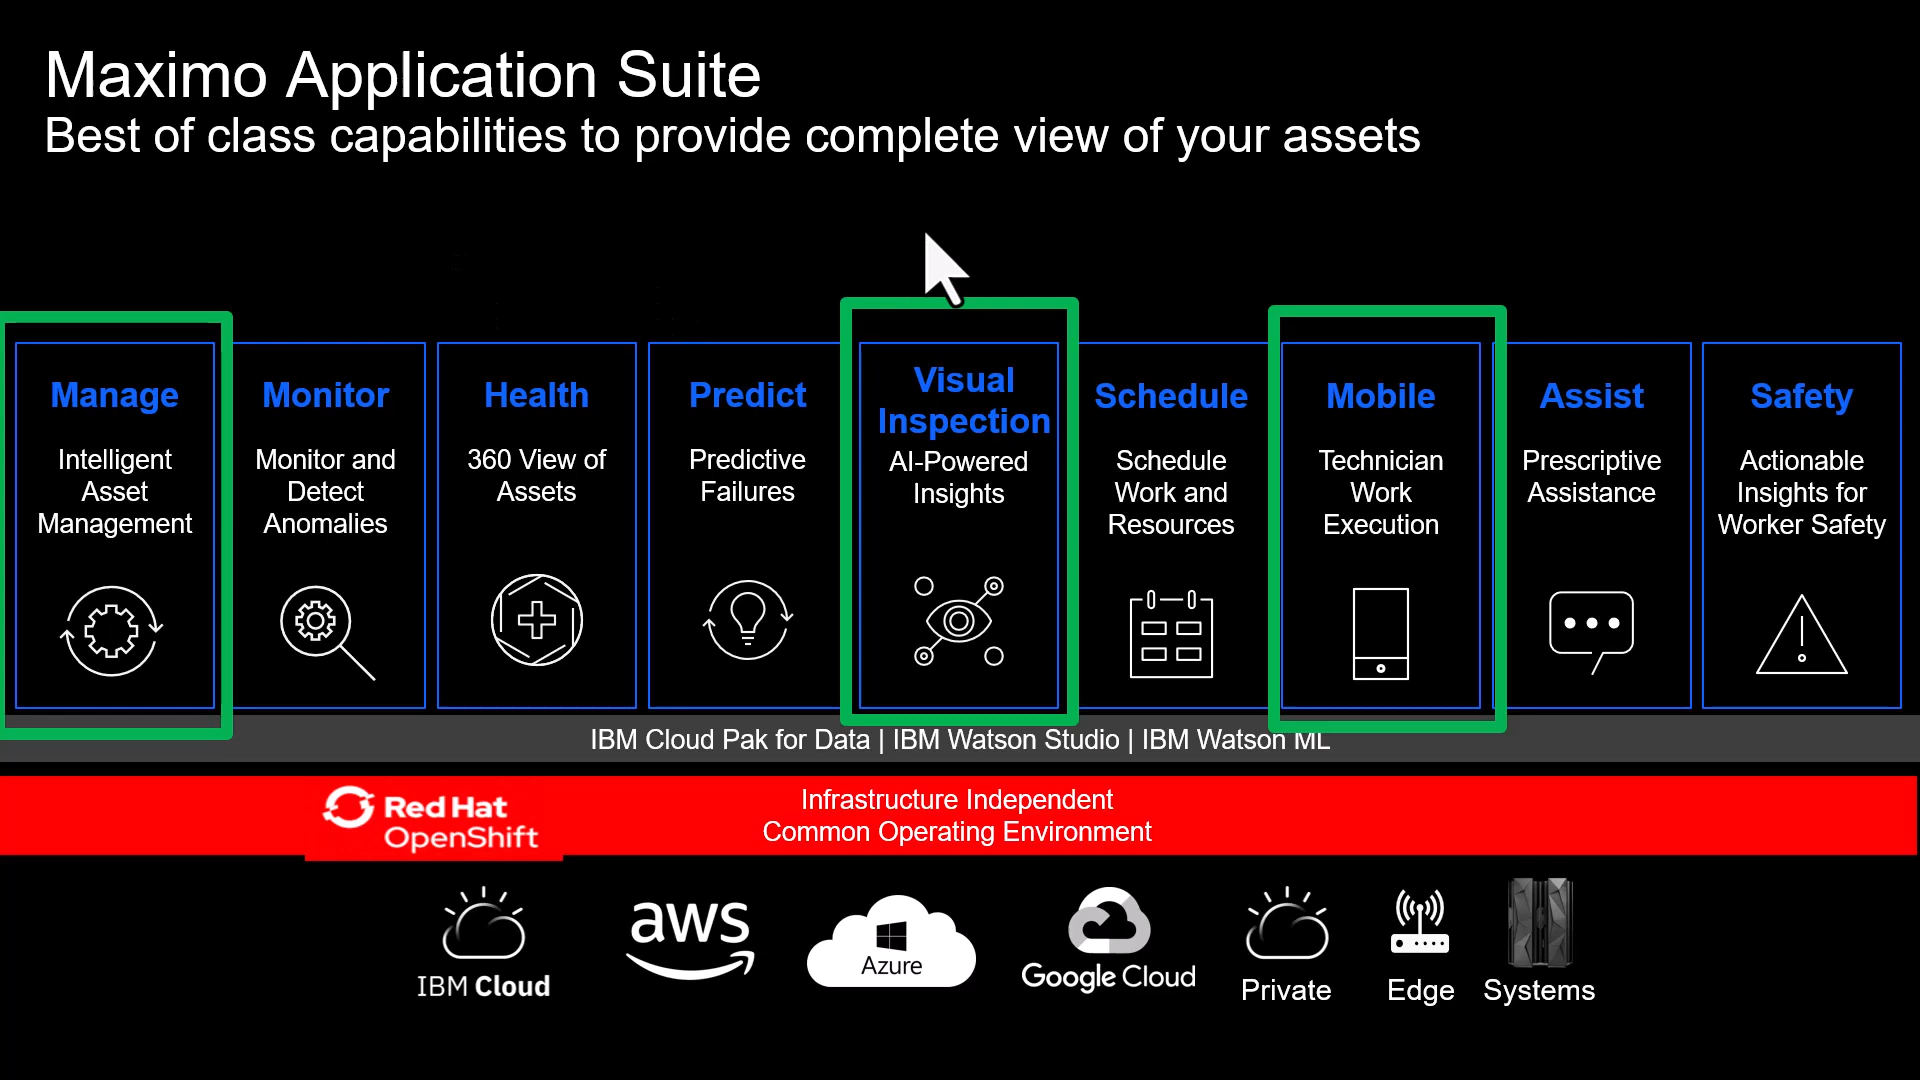 Maximo Application Suite
Best of class capabilities to provide complete view of your assets
Manage
Intelligent
Asset
Management
Monitor
Monitor and
Detect
Anomalies
Health
360 View of
Assets
Predict
Predictive
Failures
Visual
Inspection
AI-Powered
Insights
Schedule
Schedule
Work and
Resources
Mobile
Technician
Work
Execution
Assist
Prescriptive
Assistance
Safety
Actionable
Insights for
Worker Safety
IBM Cloud Pak for Data | IBM Watson Studio | IBM Watson ML
Red Hat
OpenShift
Infrastructure Independent
Common Operating Environment
IBM Cloud
aws
Azure
Google Cloud
Private
Edge
Systems